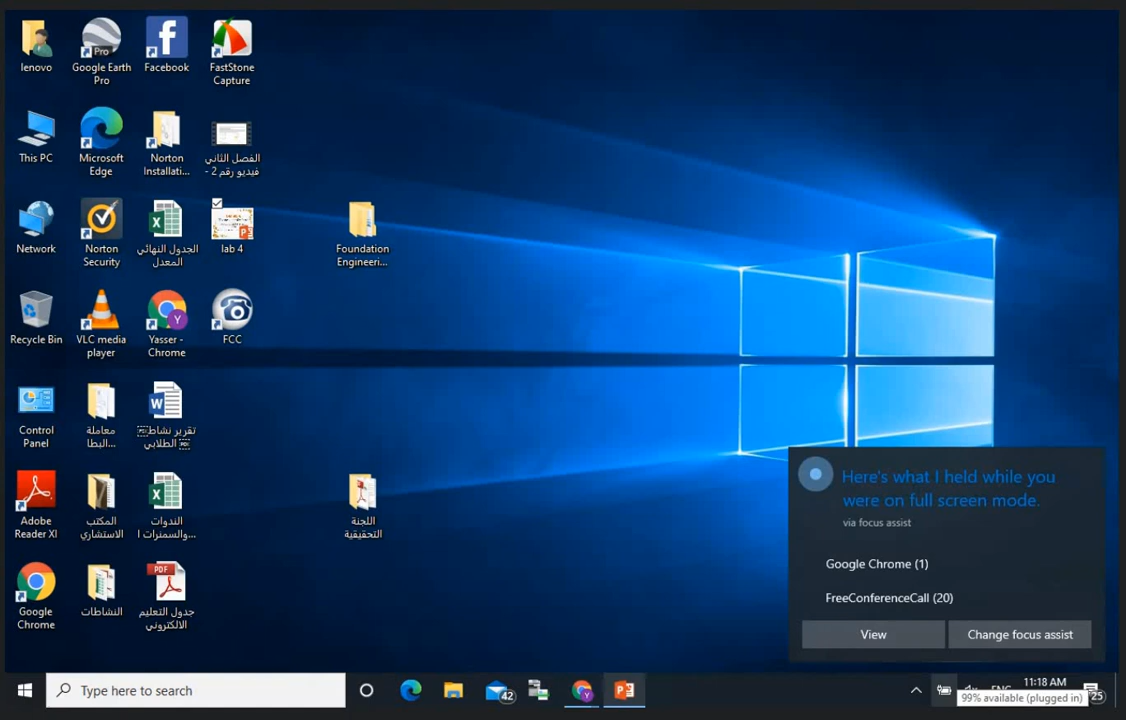 lenovo
Google Earth
Pro
Facebook
FastStone
Capture
This PC
Microsoft
Edge
Norton
Installati...
الفصل الثاني
فيديو رقم 2 -
Network
Norton
Security
الجدول النهائي
المعدل
lab 4
Foundation
Engineeri...
Recycle Bin
VLC media
player
Yasser -
Chrome
FCC
Control
Panel
معاملة
البطا...
تقرير نشاط
الطلابي
Adobe
Reader XI
المكتب
الاستشاري
الندوات
والسمنرات ا...
اللجنة
التحقيقية
Google
Chrome
النشاطات
جدول التعليم
الالكتروني
Here's what I held while you
were on full screen mode.
via focus assist
Google Chrome (1)
FreeConferenceCall (20)
View
Change focus assist
Type here to search
42
11:18 AM
99% available (plugged in)
25